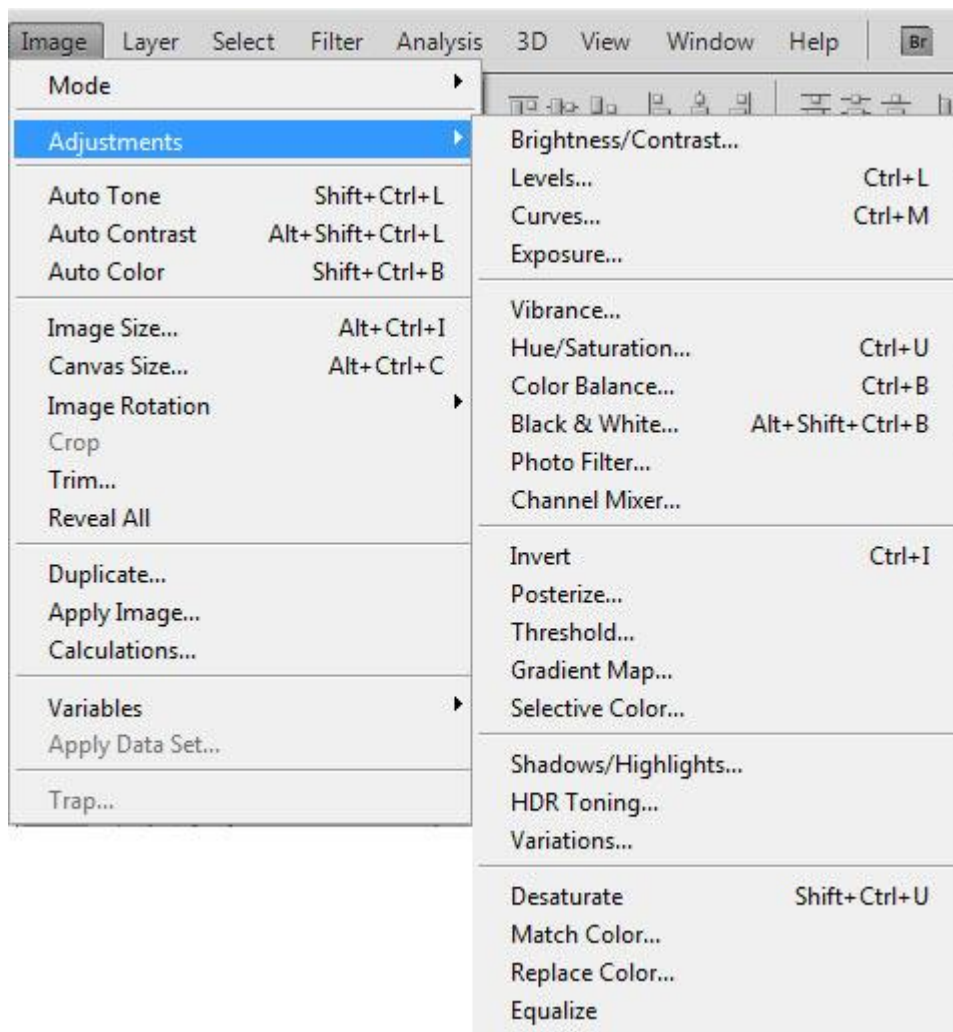 Image Layer Select Filter Analysis 3D View Window Help Br
Mode
Adjustments
Auto Tone Shift+Ctrl+L
Auto Contrast Alt+Shift+Ctrl+L
Auto Color Shift+Ctrl+B
Image Size... Alt+Ctrl+I
Canvas Size... Alt+Ctrl+C
Image Rotation
Crop
Trim...
Reveal All
Duplicate...
Apply Image...
Calculations...
Variables
Apply Data Set...
Trap...
Brightness/Contrast...
Levels... Ctrl+L
Curves... Ctrl+M
Exposure...
Vibrance...
Hue/Saturation... Ctrl+U
Color Balance... Ctrl+B
Black & White... Alt+Shift+Ctrl+B
Photo Filter...
Channel Mixer...
Invert Ctrl+I
Posterize...
Threshold...
Gradient Map...
Selective Color...
Shadows/Highlights...
HDR Toning...
Variations...
Desaturate Shift+Ctrl+U
Match Color...
Replace Color...
Equalize